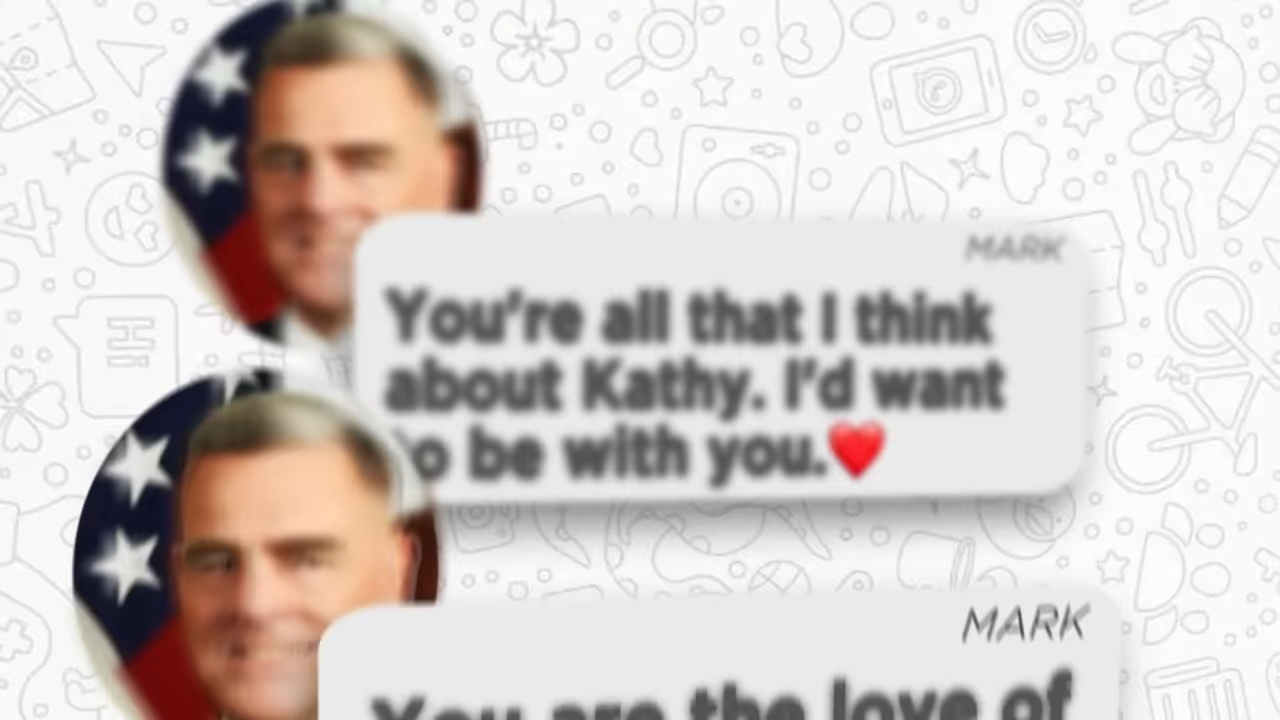 MARK
You're all that I think
about Kathy. I'd want
to be with you.❤️
MARK
You are the love of